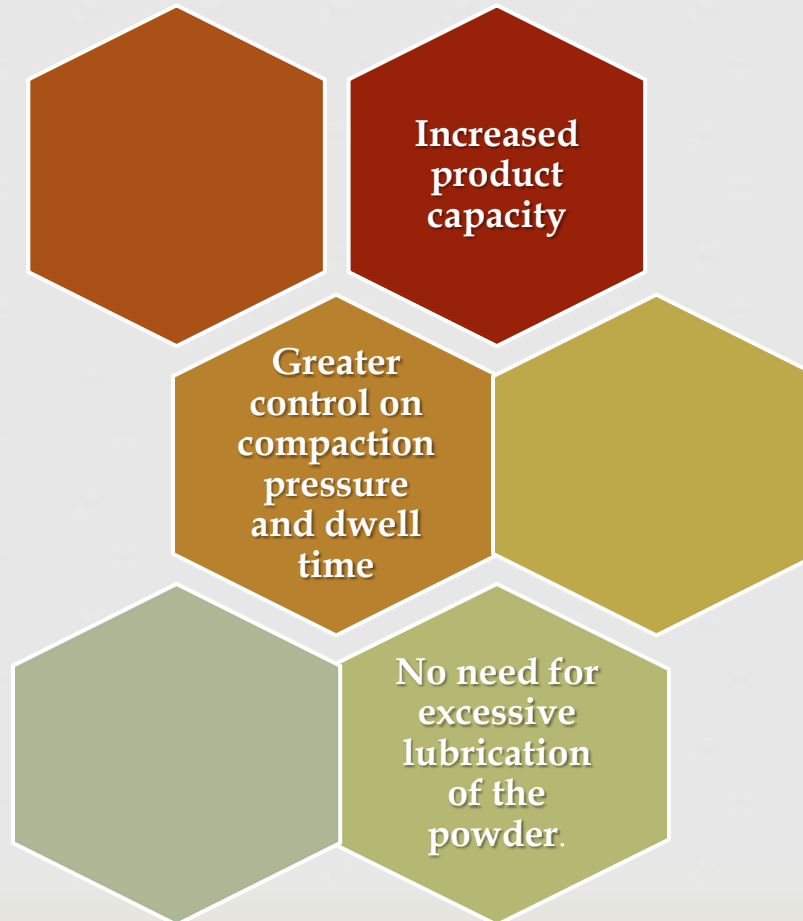 Increased
product
capacity
Greater
control on
compaction
pressure
and dwell
time
No need for
excessive
lubrication
of the
powder.